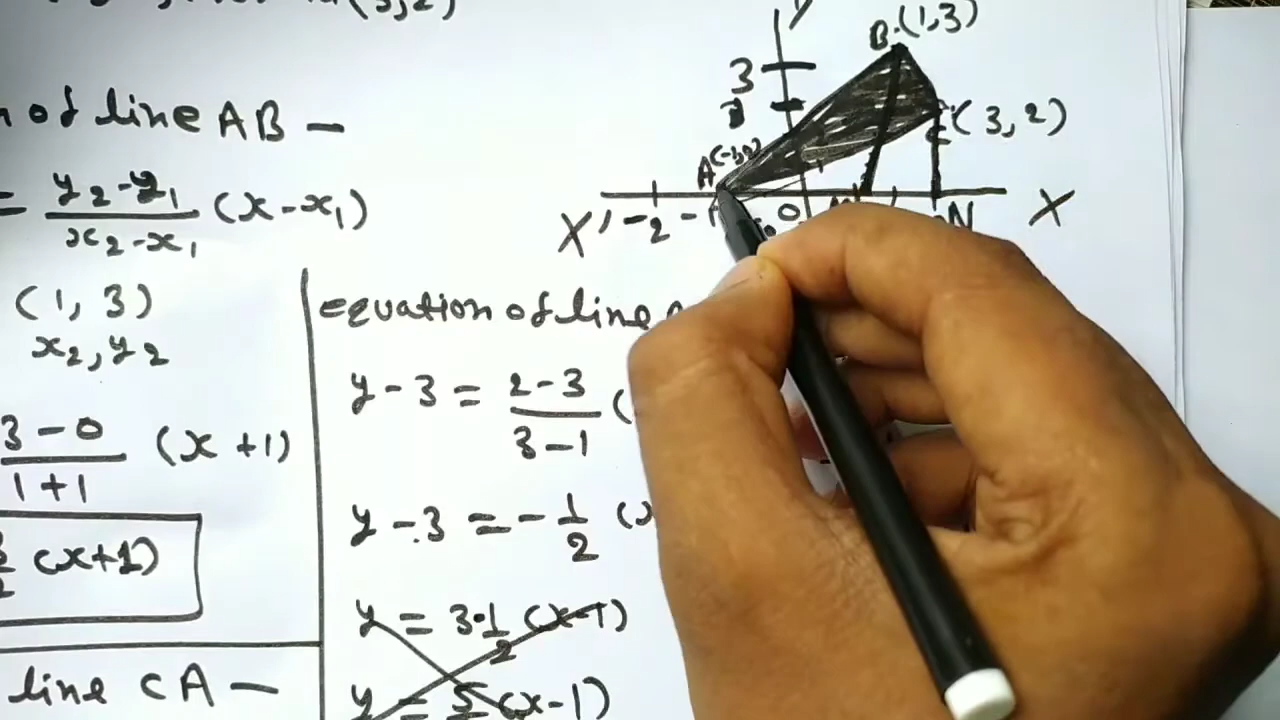 (3,2)
Y
B (1,3)
3
C (3, 2)
A
X' -2 -1 0 N X
of line AB -
= y2-y1 / x2-x1 (x-x1)
(1, 3)
x2, y2
3-0 / 1+1 (x+1)
2 (x+1)
line CA -
equation of line
y-3 = 2-3 / 3-1 (
y-3 = -1/2 (
y = 3·1/2 (x-1)
y = 5/ (x-1)